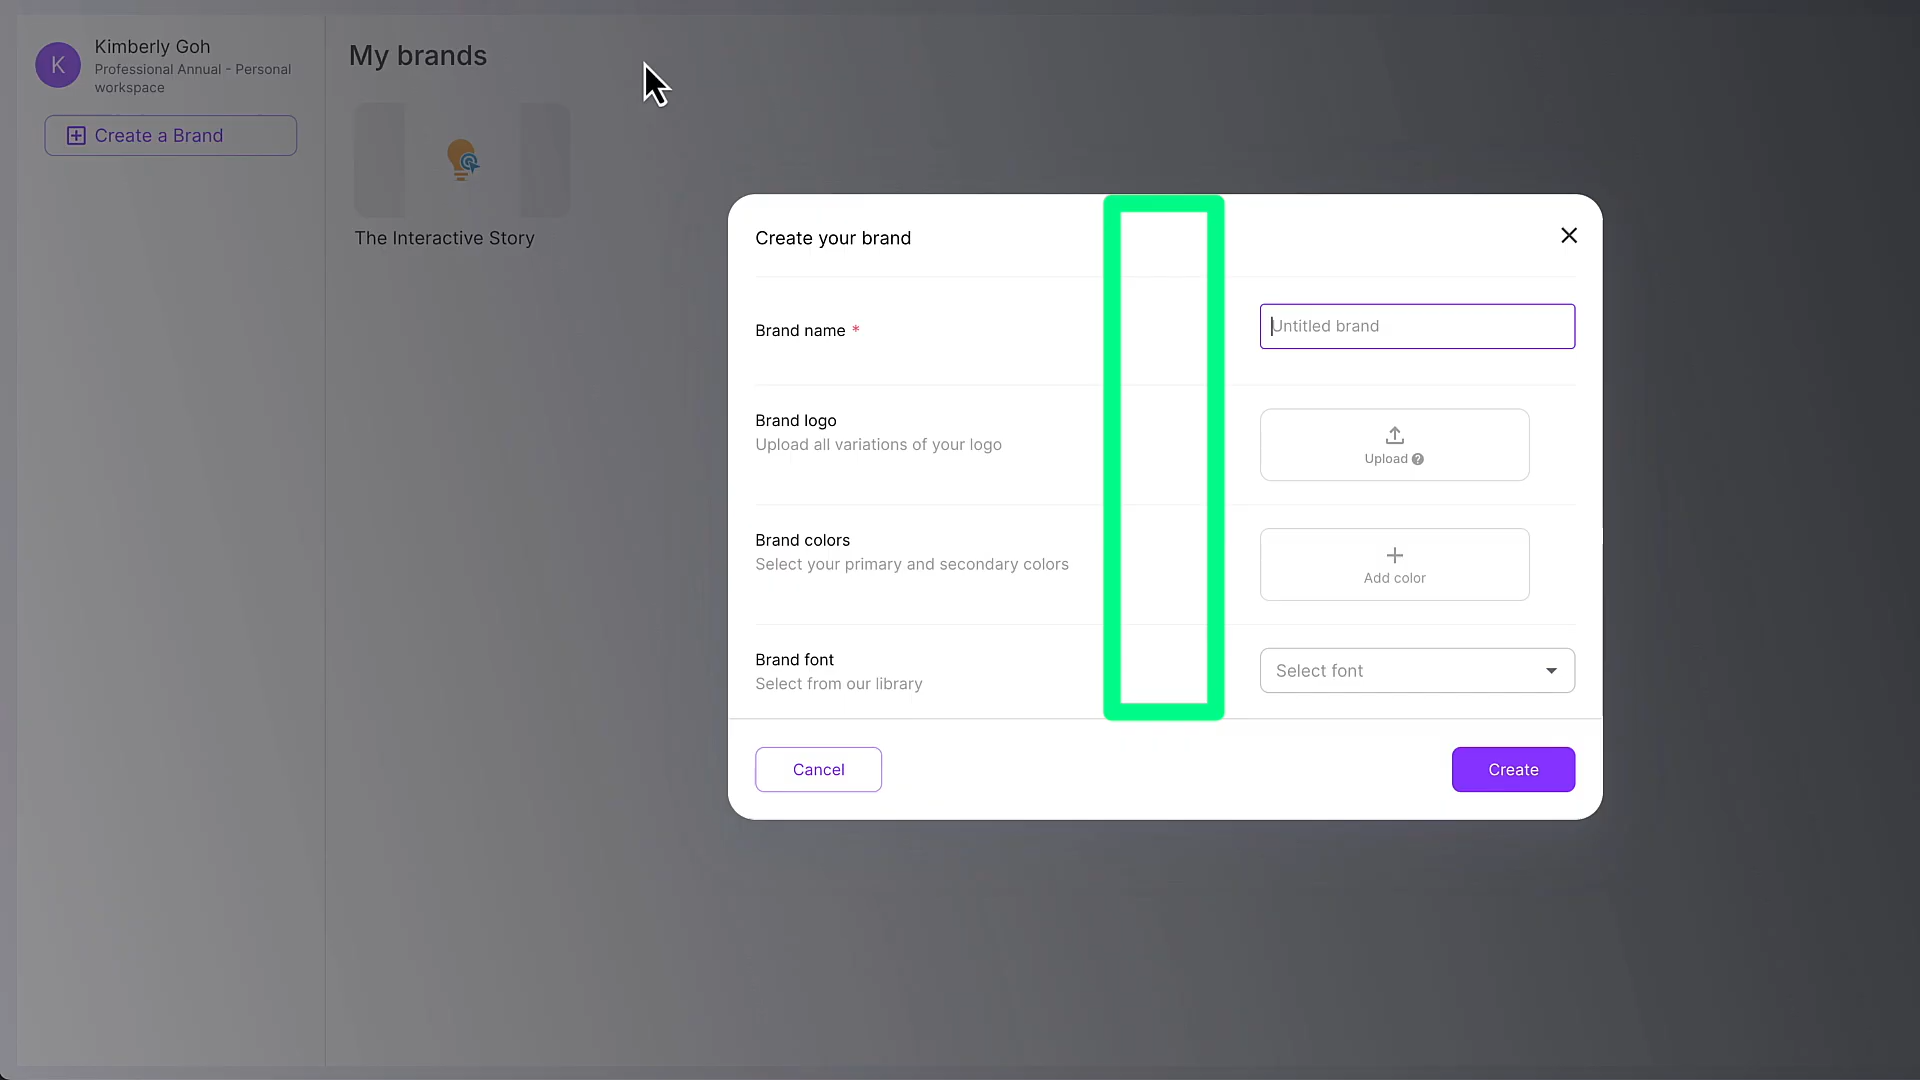 K
Kimberly Goh
Professional Annual - Personal
workspace
Create a Brand
My brands
The Interactive Story
Create your brand
Brand name *
Untitled brand
Brand logo
Upload all variations of your logo
Upload
Brand colors
Select your primary and secondary colors
Add color
Brand font
Select from our library
Select font
Cancel
Create